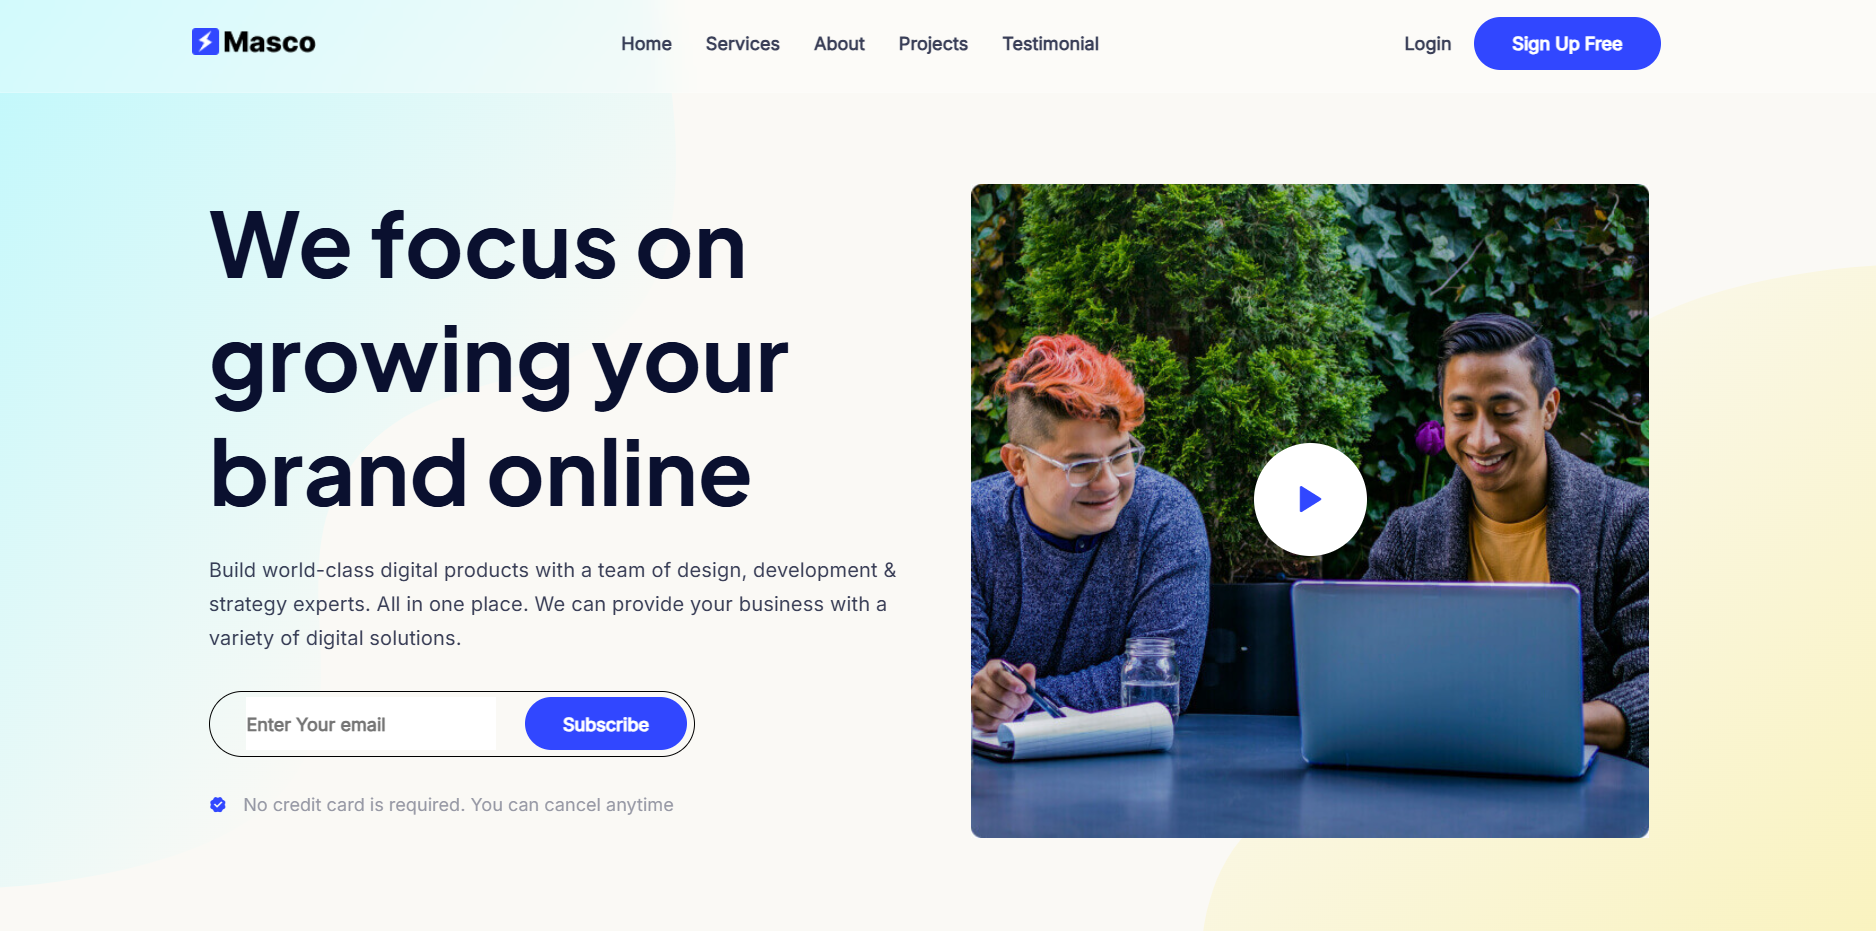 Masco
Home Services About Projects Testimonial
Login Sign Up Free
We focus on
growing your
brand online
Build world-class digital products with a team of design, development &
strategy experts. All in one place. We can provide your business with a
variety of digital solutions.
Enter Your email Subscribe
No credit card is required. You can cancel anytime